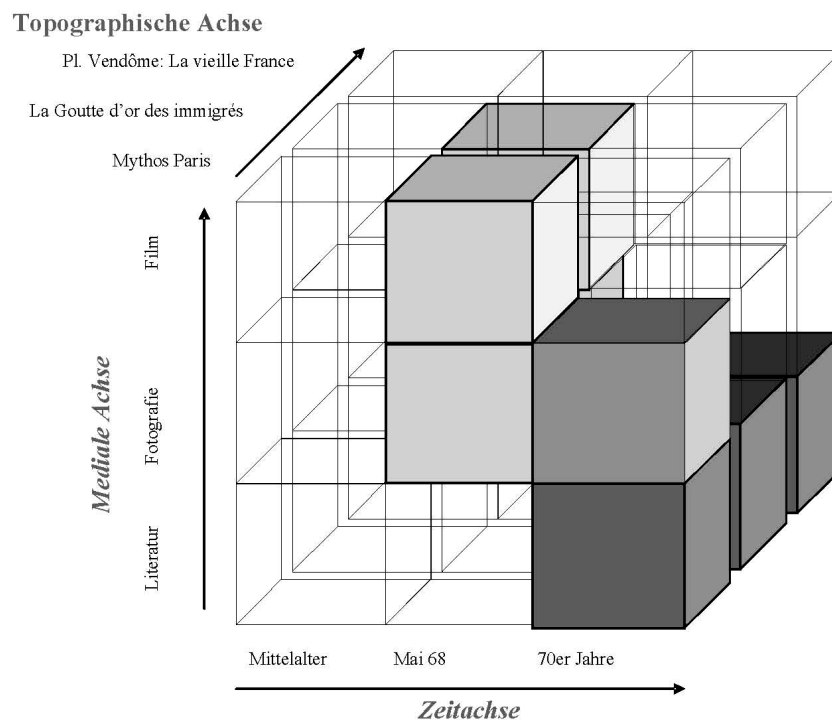 Topographische Achse
Pl. Vendôme: La vieille France
La Goutte d'or des immigrés
Mythos Paris
Film
Fotografie
Literatur
Mediale Achse
Mittelalter
Mai 68
70er Jahre
Zeitachse